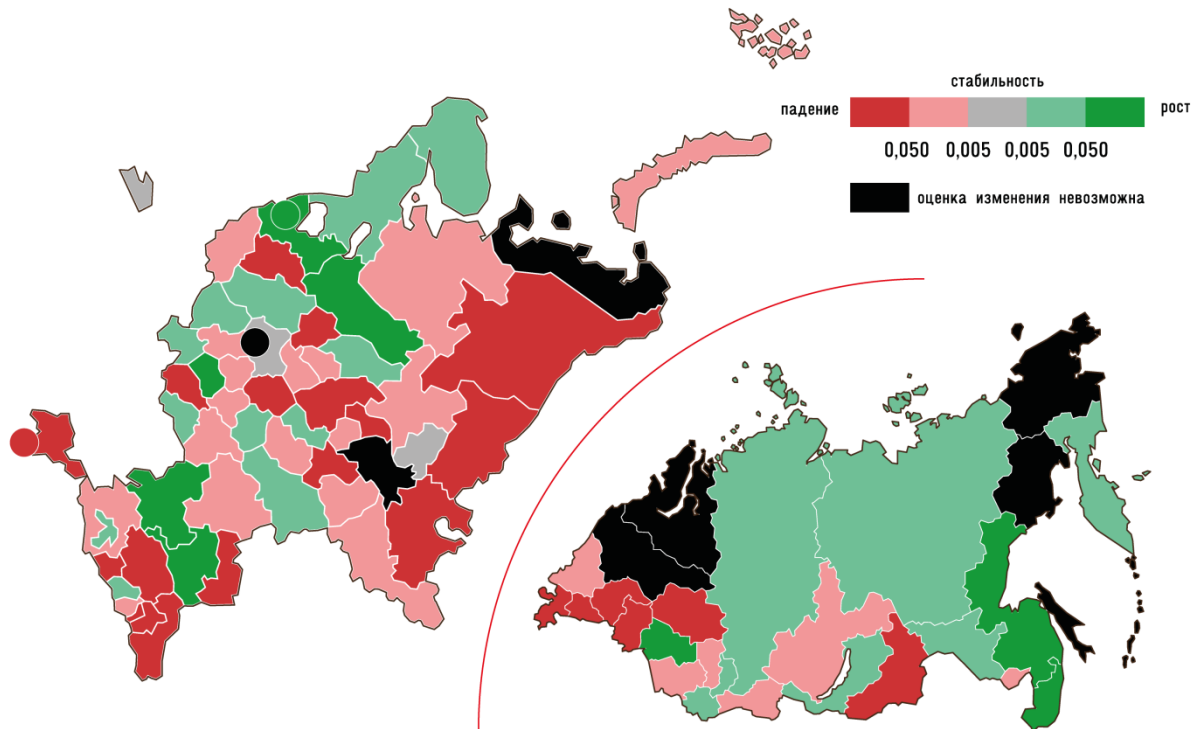 стабильность
падение
рост
0,050 0,005 0,005 0,050
оценка изменения невозможна